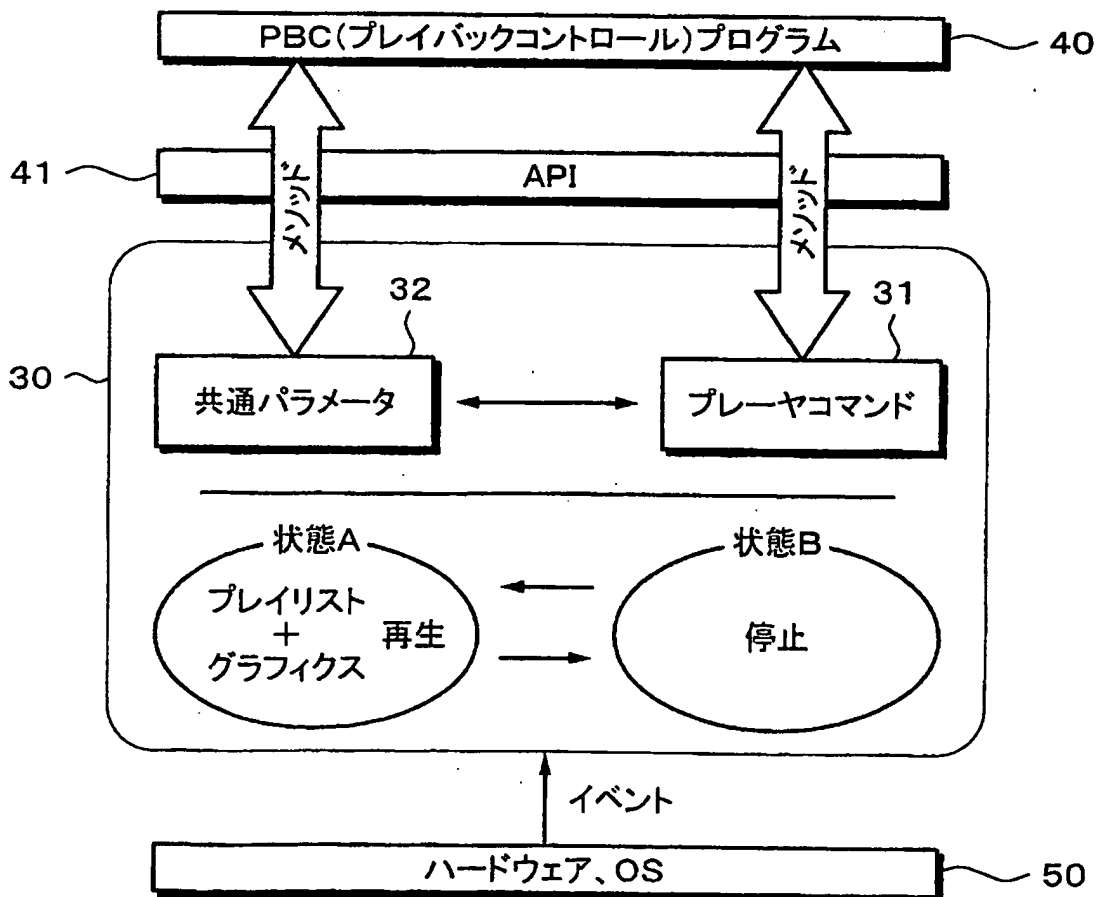 PBC(プレイバックコントロール)プログラム
40
41
API
メソッド
メソッド
32
31
30
共通パラメータ
プレーヤコマンド
状態A
状態B
プレイリスト
+
再生
グラフィクス
停止
イベント
ハードウェア、OS
50